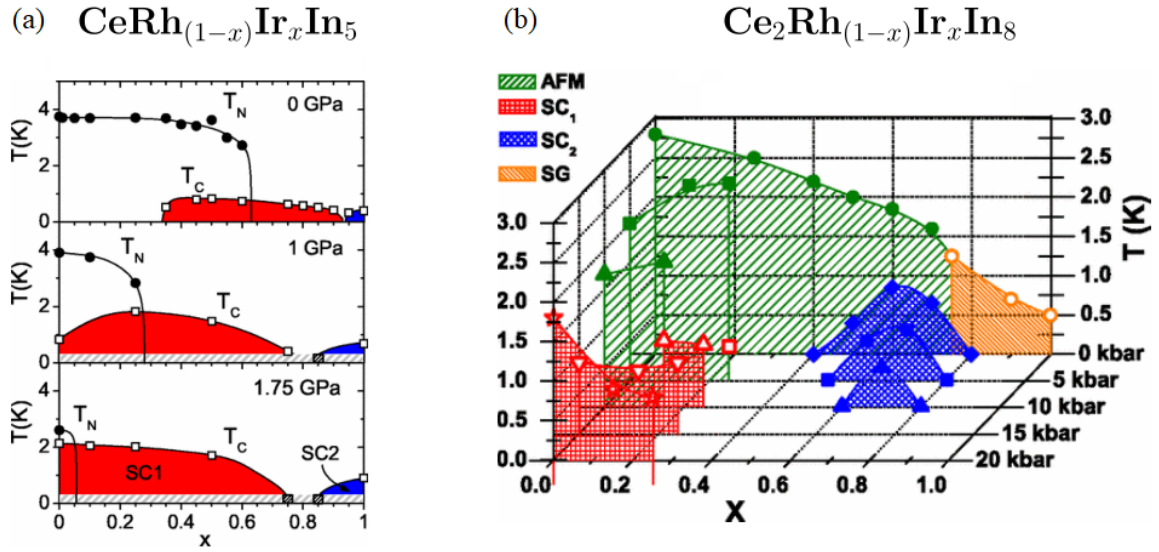 (a) CeRh(1−x)IrxIn5
T(K)
4
2
0
TN
0 GPa
TC
T(K)
4
2
0
TN
1 GPa
TC
T(K)
4
2
0
TN
1.75 GPa
TC
SC1
SC2
0 0.2 0.4 0.6 0.8 1
x
(b) Ce2Rh(1−x)IrxIn8
AFM
SC1
SC2
SG
3.0
2.5
2.0
1.5
1.0
0.5
0.0
3.0
2.5
2.0
1.5
1.0
0.5
T (K)
0 kbar
5 kbar
10 kbar
15 kbar
20 kbar
0.0 0.2 0.4 0.6 0.8 1.0
X